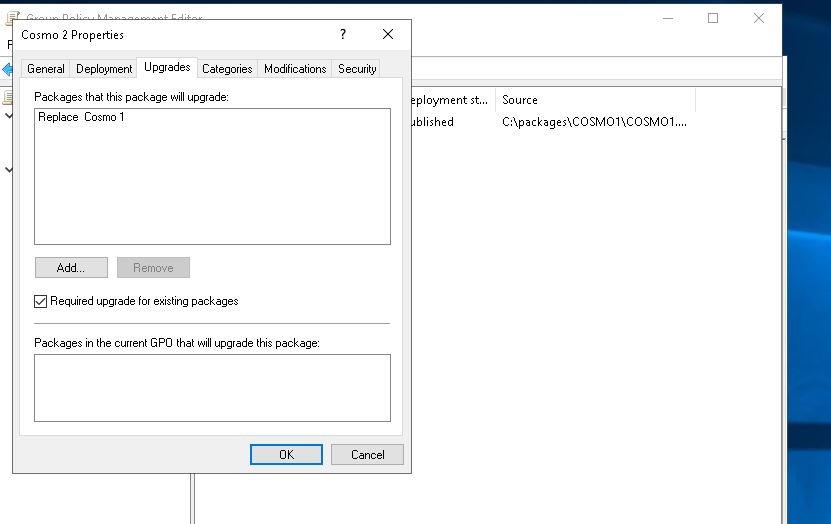 Group Policy Management Editor
Cosmo 2 Properties
?
General Deployment Upgrades Categories Modifications Security
Packages that this package will upgrade:
Replace Cosmo 1
Add... Remove
Required upgrade for existing packages
Packages in the current GPO that will upgrade this package:
OK Cancel
eployment st... Source
ublished C:\packages\COSMO1\COSMO1....